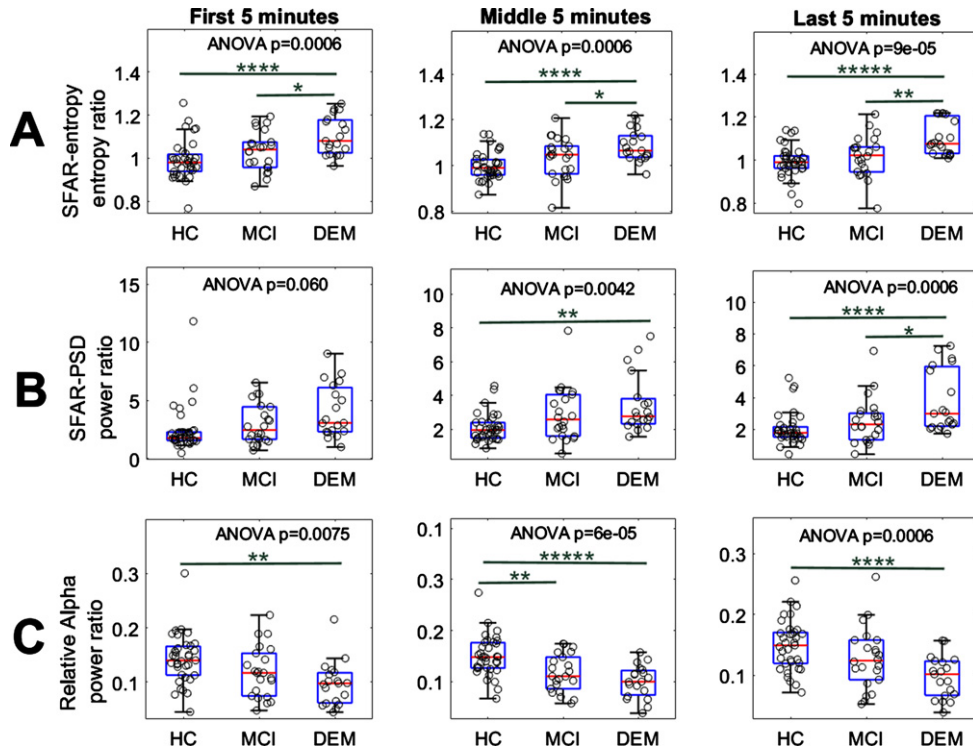 First 5 minutes
Middle 5 minutes
Last 5 minutes
A
SFAR-entropy
entropy ratio
ANOVA p=0.0006
****
*
1.4
1.2
1
0.8
HC MCI DEM
ANOVA p=0.0006
****
*
1.4
1.2
1
0.8
HC MCI DEM
ANOVA p=9e-05
*****
**
1.4
1.2
1.0
0.8
HC MCI DEM
B
SFAR-PSD
power ratio
ANOVA p=0.060
15
10
5
0
HC MCI DEM
ANOVA p=0.0042
**
10
8
6
4
2
HC MCI DEM
ANOVA p=0.0006
****
*
10
8
6
4
2
HC MCI DEM
C
Relative Alpha
power ratio
ANOVA p=0.0075
**
0.3
0.2
0.1
HC MCI DEM
ANOVA p=6e-05
*****
**
0.1
0.3
0.2
0.1
HC MCI DEM
ANOVA p=0.0006
****
0.3
0.2
0.1
HC MCI DEM